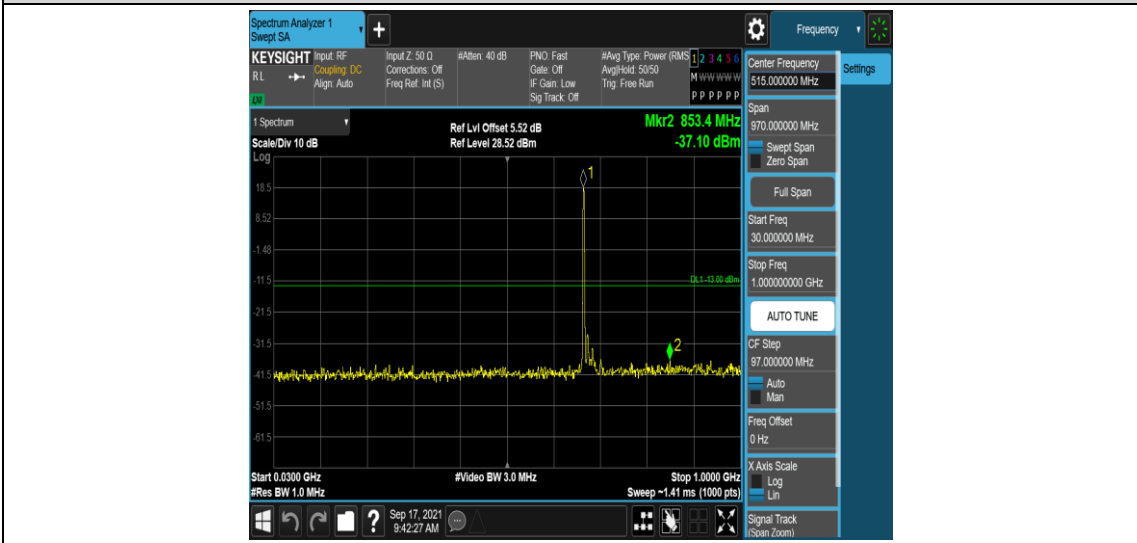 Spectrum Analyzer 1
Swept SA
+
Frequency
KEYSIGHT
RL
LXI
Input: RF
Coupling: DC
Align: Auto
Input Z: 50 Ω
Corrections: Off
Freq Ref: Int (S)
#Atten: 40 dB
PNO: Fast
Gate: Off
IF Gain: Low
Sig Track: Off
#Avg Type: Power (RMS
Avg|Hold: 50/50
Trig: Free Run
1 2 3 4 5 6
M W W W W W
P P P P P P
1 Spectrum
Scale/Div 10 dB
Log
Ref Lvl Offset 5.52 dB
Ref Level 28.52 dBm
Mkr2 853.4 MHz
-37.10 dBm
1
18.5
8.52
-1.48
-11.5
DL1 -13.00 dBm
-21.5
-31.5
2
-41.5
-51.5
-61.5
Start 0.0300 GHz
#Res BW 1.0 MHz
#Video BW 3.0 MHz
Stop 1.0000 GHz
Sweep ~1.41 ms (1000 pts)
?
Sep 17, 2021
9:42:27 AM
Center Frequency
515.000000 MHz
Settings
Span
970.000000 MHz
Swept Span
Zero Span
Full Span
Start Freq
30.000000 MHz
Stop Freq
1.000000000 GHz
AUTO TUNE
CF Step
97.000000 MHz
Auto
Man
Freq Offset
0 Hz
X Axis Scale
Log
Lin
Signal Track
(Span Zoom)